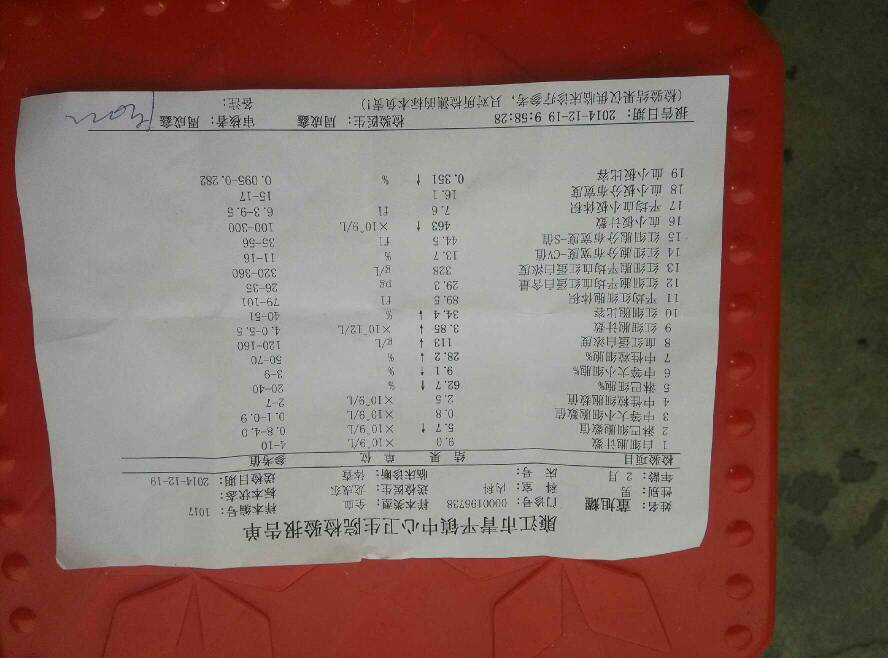 廉江市青平镇中心卫生院检验报告单
姓名: 董旭耀 门诊号: 0000196738 样本类型: 全血 样本编号: 1017
性别: 男 科 室: 内科 送检医生: 龙茂尔 标本状态:
年龄: 2 月 床 号: 临床诊断: 体查 送检日期: 2014-12-19
检验项目 结 果 单 位 参考值
1 白细胞计数 9.0 ×10^9/L 4-10
2 淋巴细胞数值 5.7 ↑ ×10^9/L 0.8-4.0
3 中等大小细胞数值 0.8 ×10^9/L 0.1-0.9
4 中性粒细胞数值 2.5 ×10^9/L 2-7
5 淋巴细胞% 62.7 ↑ % 20-40
6 中等大小细胞% 9.1 ↑ % 3-9
7 中性粒细胞% 28.2 ↓ % 50-70
8 血红蛋白浓度 113 ↓ g/L 120-160
9 红细胞计数 3.85 ↓ ×10^12/L 4.0-5.5
10 红细胞比容 34.4 ↓ % 40-51
11 平均红细胞体积 89.5 fl 79-101
12 红细胞平均血红蛋白含量 29.3 pg 26-35
13 红细胞平均血红蛋白浓度 328 g/L 320-360
14 红细胞分布宽度-CV值 13.7 % 11-16
15 红细胞分布宽度-S值 44.5 fl 35-56
16 血小板计数 463 ↑ ×10^9/L 100-300
17 平均血小板体积 7.6 fl 6.3-9.5
18 血小板分布宽度 16.1 15-17
19 血小板比容 0.351 ↑ % 0.095-0.282
报告日期: 2014-12-19 9:58:28 检验医生: 周成鑫 审核者: 周成鑫
(检验结果仅供临床诊疗参考, 只对所检测的标本负责!) 备注: